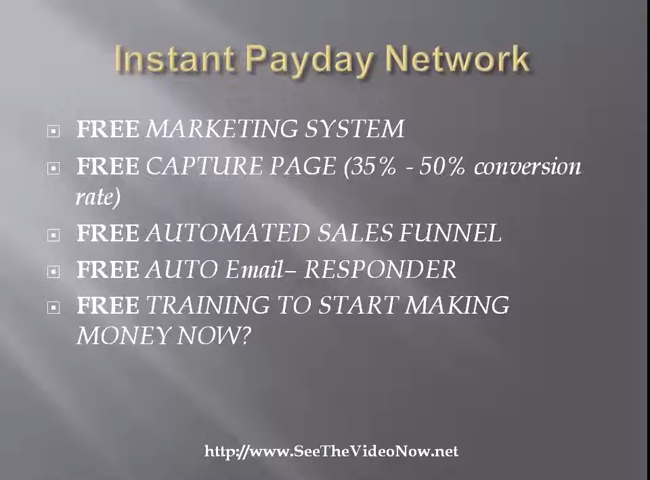 Instant Payday Network
FREE MARKETING SYSTEM
FREE CAPTURE PAGE (35% - 50% conversion
rate)
FREE AUTOMATED SALES FUNNEL
FREE AUTO Email– RESPONDER
FREE TRAINING TO START MAKING
MONEY NOW?
http://www.SeeTheVideoNow.net